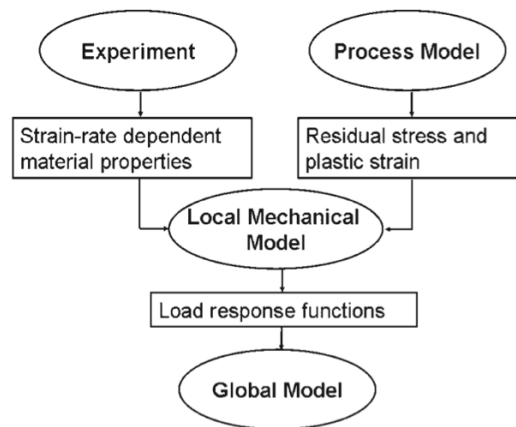 Experiment
Process Model
Strain-rate dependent
material properties
Residual stress and
plastic strain
Local Mechanical
Model
Load response functions
Global Model